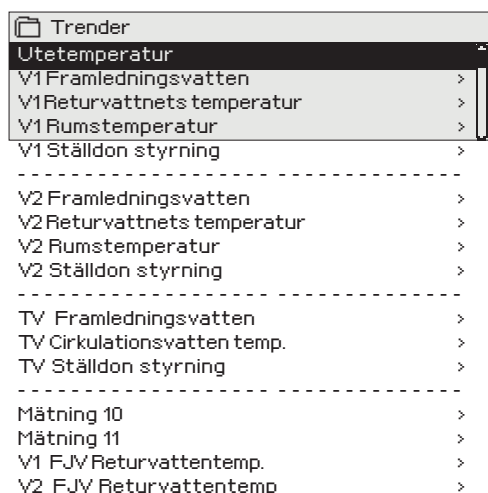 Trender
Utetemperatur
V1 Framledningsvatten >
V1 Returvattnets temperatur >
V1 Rumstemperatur >
V1 Ställdon styrning >
- - - - - - - - - - - - - - - - - - - - - - - - - - - - - - - - - -
V2 Framledningsvatten >
V2 Returvattnets temperatur >
V2 Rumstemperatur >
V2 Ställdon styrning >
- - - - - - - - - - - - - - - - - - - - - - - - - - - - - - - - - -
TV Framledningsvatten >
TV Cirkulationsvatten temp. >
TV Ställdon styrning >
- - - - - - - - - - - - - - - - - - - - - - - - - - - - - - - - - -
Mätning 10 >
Mätning 11 >
V1 FJV Returvattentemp. >
V2 FJV Returvattentemp >